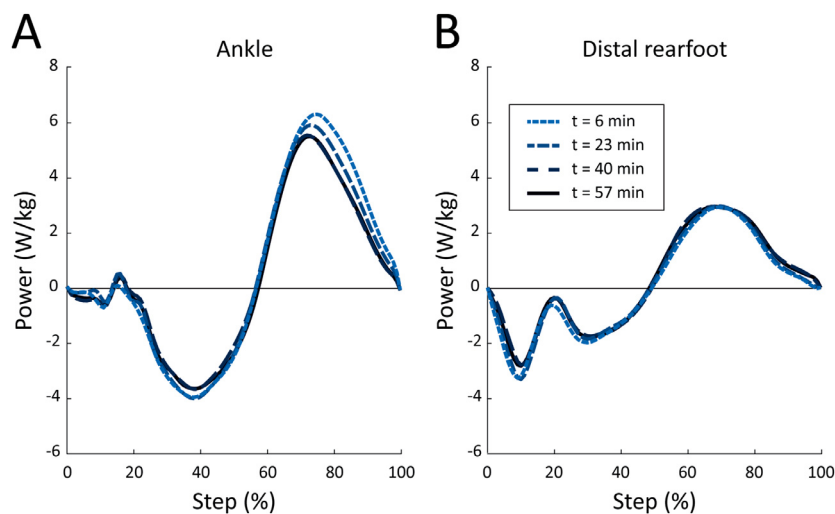 A
Ankle
8
6
4
2
0
-2
-4
-6
Power (W/kg)
0 20 40 60 80 100
Step (%)
B
Distal rearfoot
8
6
4
2
0
-2
-4
-6
Power (W/kg)
t = 6 min
t = 23 min
t = 40 min
t = 57 min
0 20 40 60 80 100
Step (%)